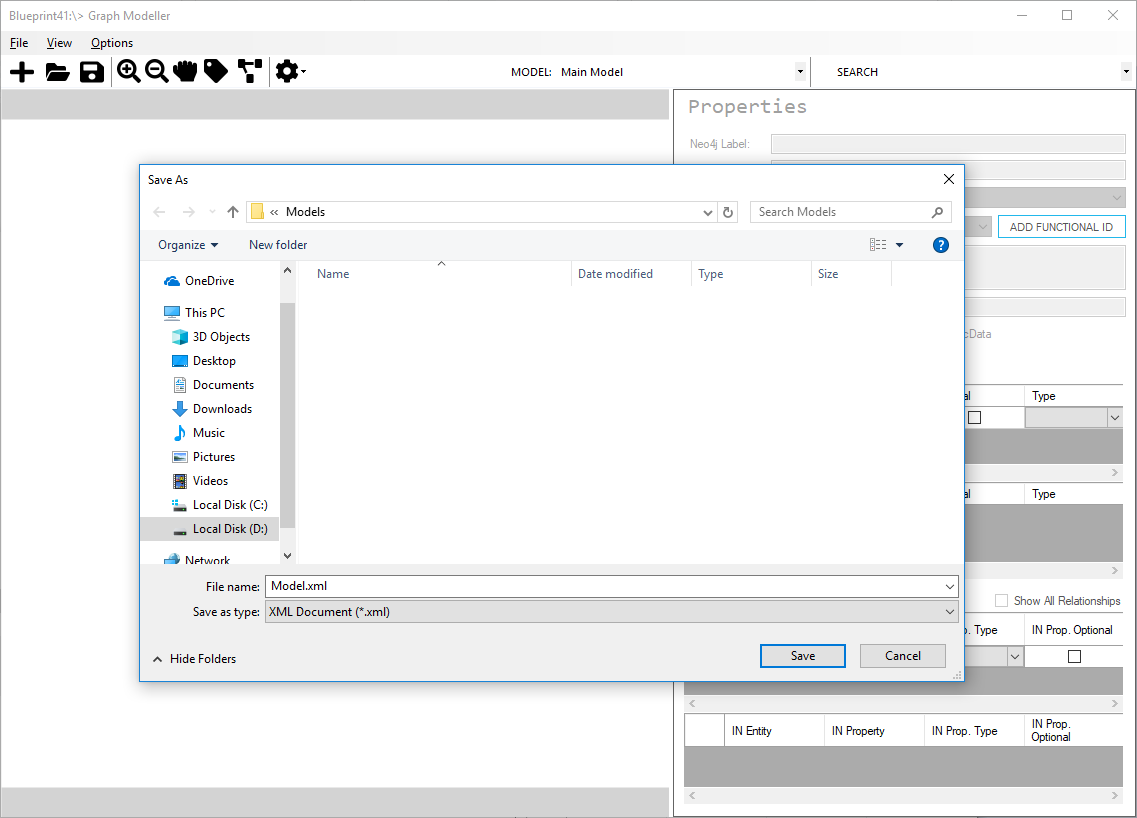 Blueprint41:\> Graph Modeller
File View Options
MODEL: Main Model SEARCH
Properties
Neo4j Label:
ADD FUNCTIONAL ID
Save As
« Models
Search Models
Organize New folder
?
Name Date modified Type Size
OneDrive
This PC
3D Objects
Desktop
Documents
Downloads
Music
Pictures
Videos
Local Disk (C:)
Local Disk (D:)
Network
File name: Model.xml
Save as type: XML Document (*.xml)
Hide Folders
Save Cancel
cData
al Type
al Type
Show All Relationships
p. Type IN Prop. Optional
IN Entity IN Property IN Prop. Type IN Prop.
Optional